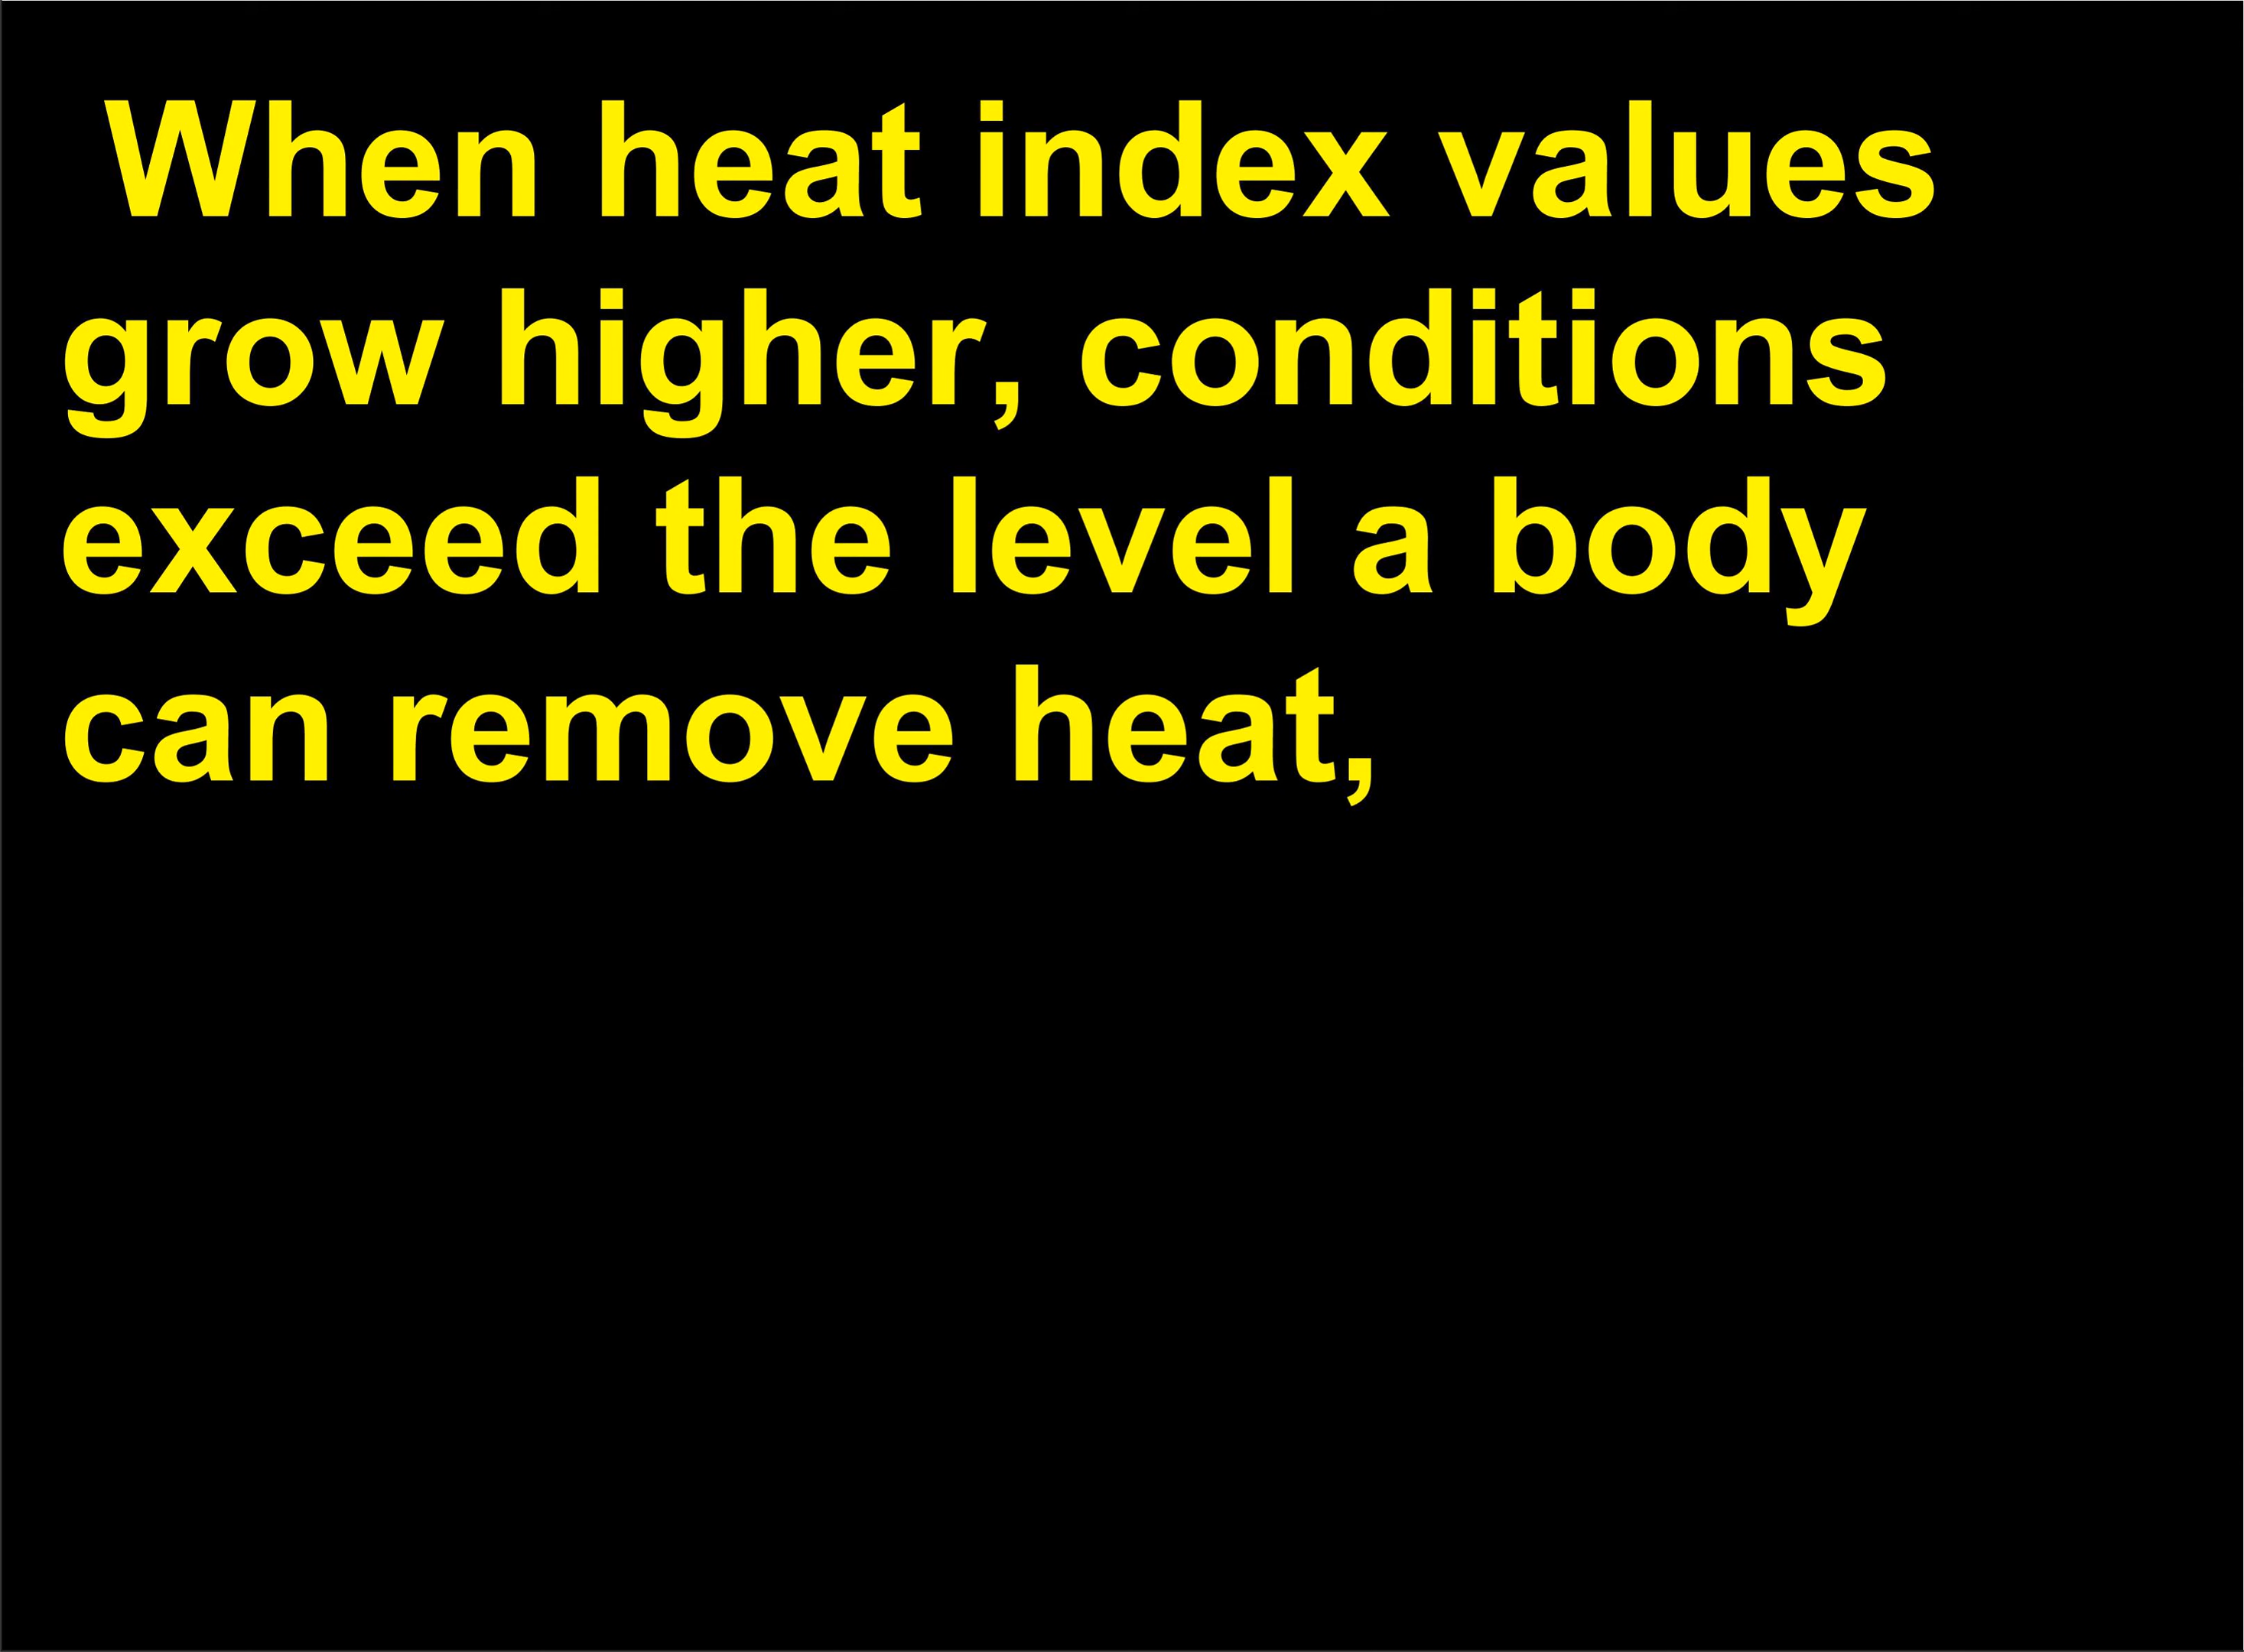 When heat index values
grow higher, conditions
exceed the level a body
can remove heat,